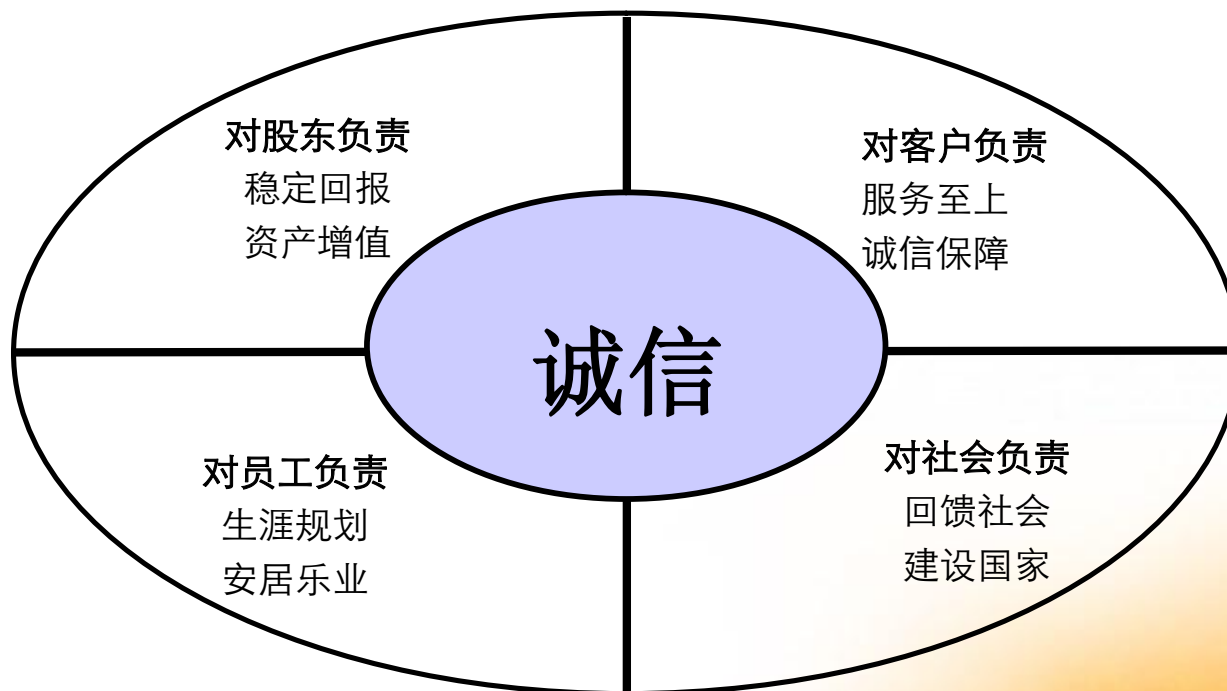 对股东负责
稳定回报
资产增值
对客户负责
服务至上
诚信保障
诚信
对员工负责
生涯规划
安居乐业
对社会负责
回馈社会
建设国家